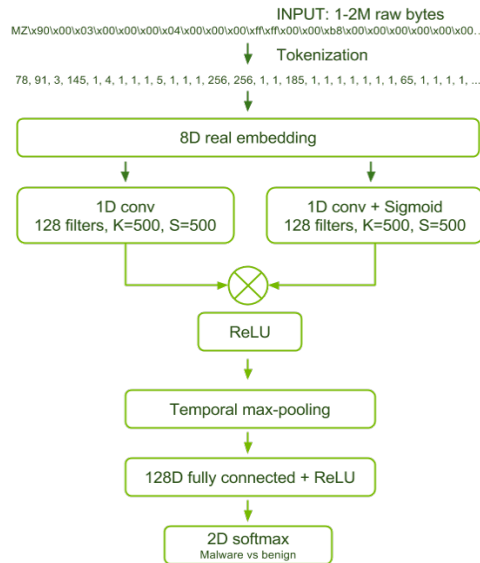 INPUT: 1-2M raw bytes
MZ\x90\x00\x03\x00\x00\x00\x04\x00\x00\x00\xff\xff\x00\x00\xb8\x00\x00\x00\x00\x00\x00...
Tokenization
78, 91, 3, 145, 1, 4, 1, 1, 1, 5, 1, 1, 1, 256, 256, 1, 1, 185, 1, 1, 1, 1, 1, 1, 1, 65, 1, 1, 1, 1, ...
8D real embedding
1D conv
128 filters, K=500, S=500
1D conv + Sigmoid
128 filters, K=500, S=500
ReLU
Temporal max-pooling
128D fully connected + ReLU
2D softmax
Malware vs benign